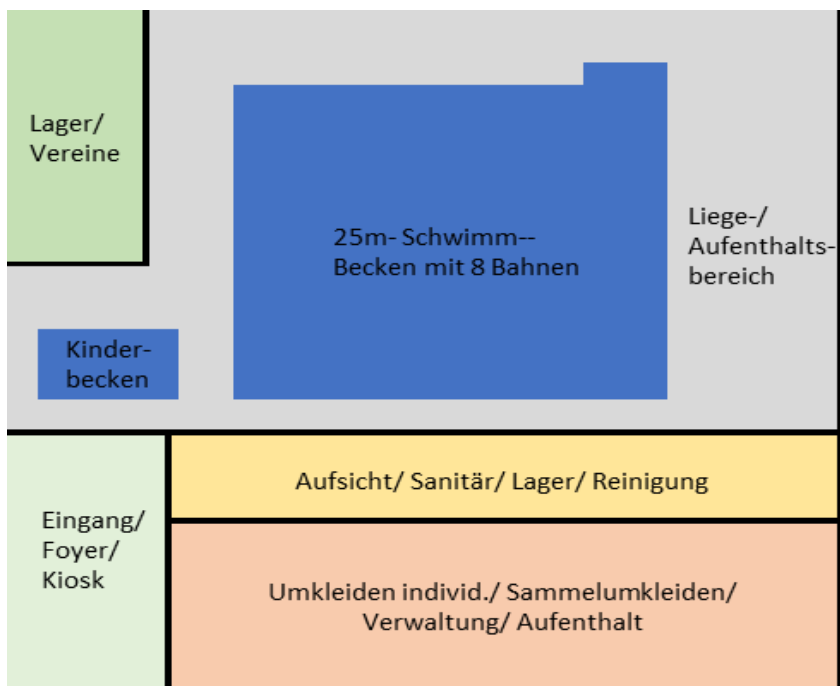 Lager/
Vereine
25m- Schwimm--
Becken mit 8 Bahnen
Liege-/
Aufenthalts-
bereich
Kinder-
becken
Aufsicht/ Sanitär/ Lager/ Reinigung
Eingang/
Foyer/
Kiosk
Umkleiden individ./ Sammelumkleiden/
Verwaltung/ Aufenthalt